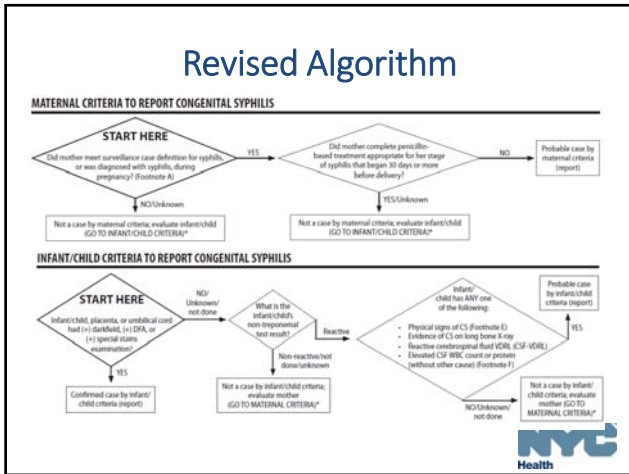 Revised Algorithm
MATERNAL CRITERIA TO REPORT CONGENITAL SYPHILIS
START HERE
Did mother meet surveillance case definition for syphilis,
or was diagnosed with syphilis, during
pregnancy? (Footnote A)
YES
NO/Unknown
Did mother complete penicillin-
based treatment appropriate for her stage
of syphilis that began 30 days or more
before delivery?
NO
YES/Unknown
Probable case by
maternal criteria
(report)
Not a case by maternal criteria; evaluate infant/child
(GO TO INFANT/CHILD CRITERIA)*
Not a case by maternal criteria; evaluate infant/child
(GO TO INFANT/CHILD CRITERIA)*
INFANT/CHILD CRITERIA TO REPORT CONGENITAL SYPHILIS
START HERE
Infant/child, placenta, or umbilical cord
had (+) darkfield, (+) DFA, or
(+) special stains
examination?
NO/
Unknown/
not done
YES
Confirmed case by infant/
child criteria (report)
What is the
infant/child's
non-treponemal
test result?
Reactive
Non-reactive/not
done/unknown
Not a case by infant/child criteria;
evaluate mother
(GO TO MATERNAL CRITERIA)*
Infant/
child has ANY one
of the following:
• Physical signs of CS (Footnote E)
• Evidence of CS on long bone X-ray
• Reactive cerebrospinal fluid VDRL (CSF-VDRL)
• Elevated CSF WBC count or protein
(without other cause) (Footnote F)
YES
NO/Unknown/
not done
Probable case
by infant/child
criteria (report)
Not a case by infant/
child criteria; evaluate
mother (GO TO
MATERNAL CRITERIA)*
NYC
Health